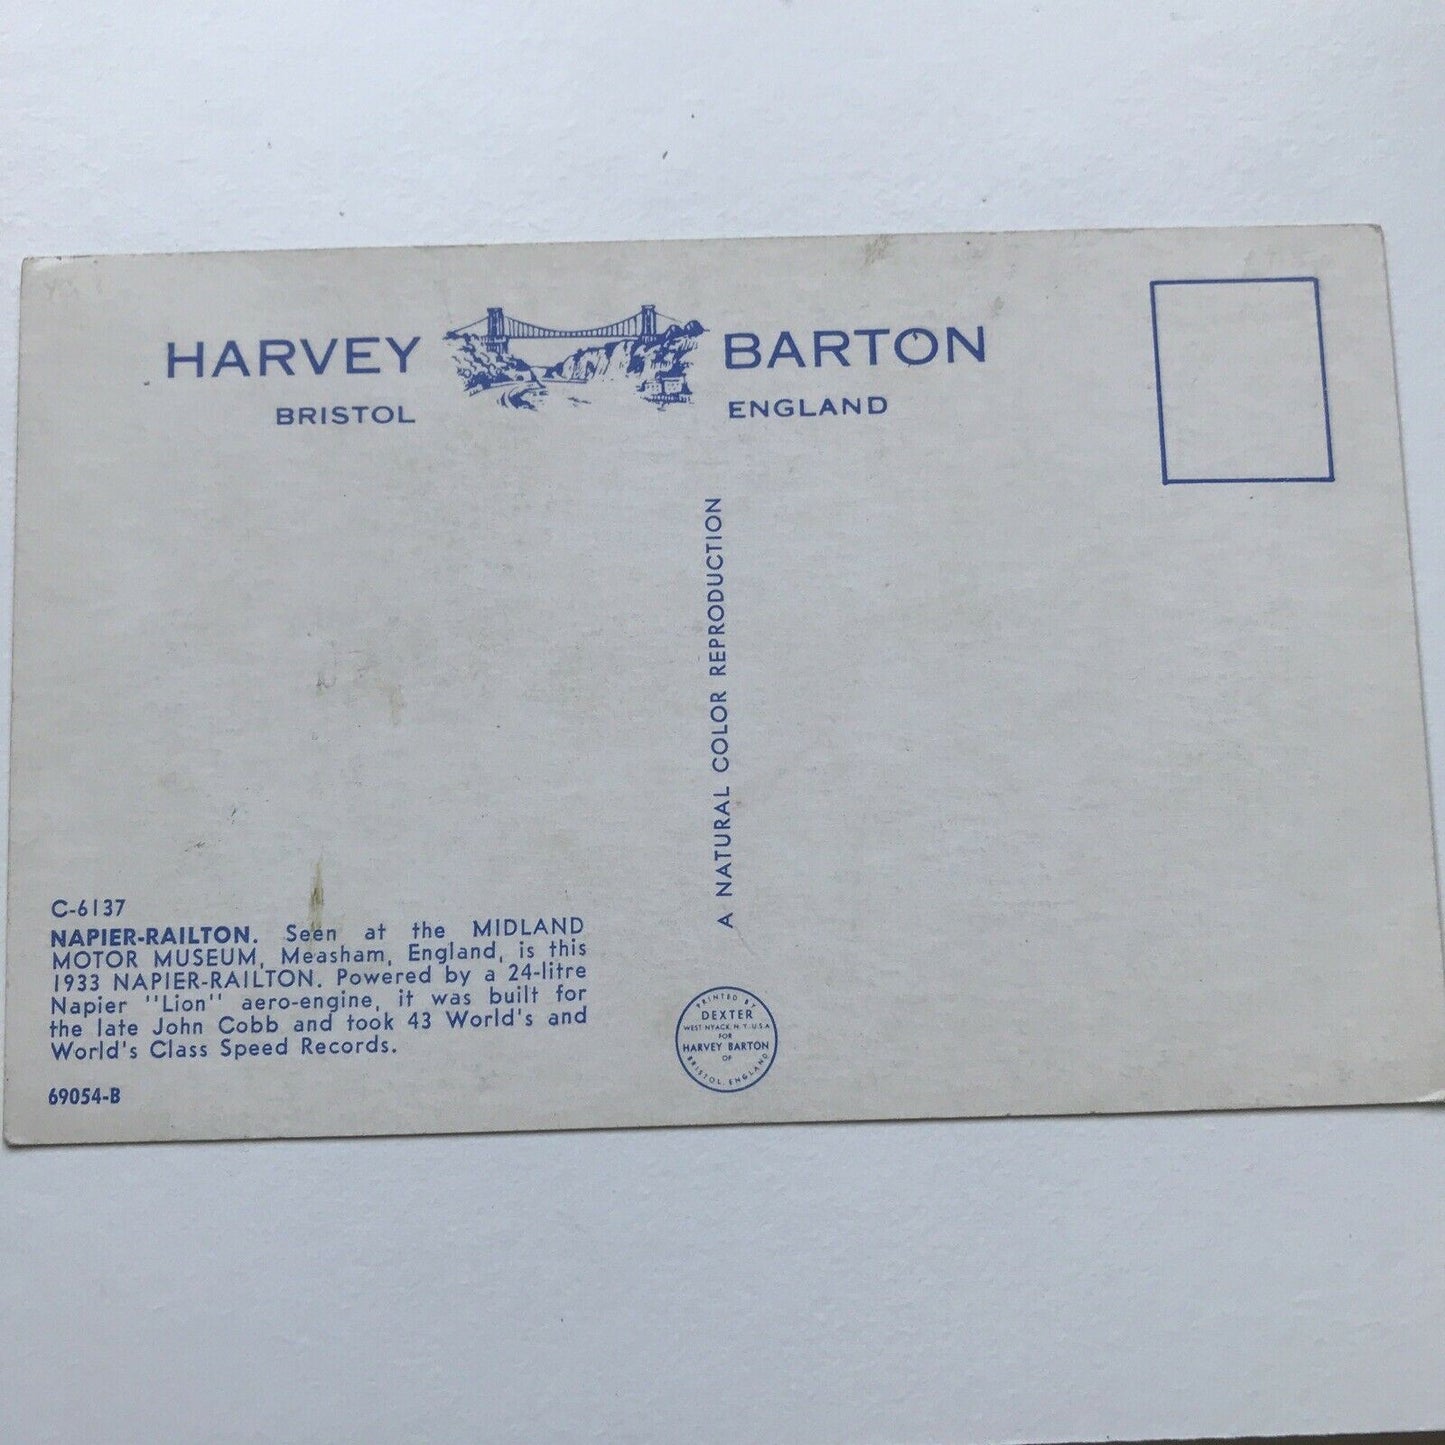 HARVEY BARTON
BRISTOL ENGLAND
A NATURAL COLOR REPRODUCTION
C-6137
NAPIER-RAILTON. Seen at the MIDLAND
MOTOR MUSEUM, Measham, England, is this
1933 NAPIER-RAILTON. Powered by a 24-litre
Napier "Lion" aero-engine, it was built for
the late John Cobb and took 43 World's and
World's Class Speed Records.
69054-B
PRINTED BY
DEXTER
WEST NYACK, N.Y. U.S.A
FOR
HARVEY BARTON
OF
BRISTOL, ENGLAND